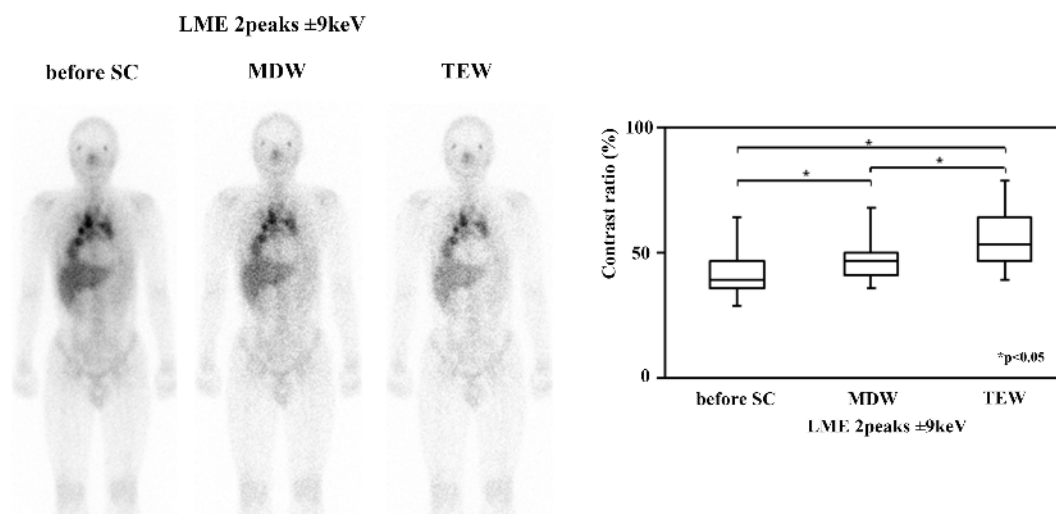 LME 2peaks ±9keV
before SC
MDW
TEW
Contrast ratio (%)
100
50
0
*
*
*
*p<0.05
before SC
MDW
TEW
LME 2peaks ±9keV